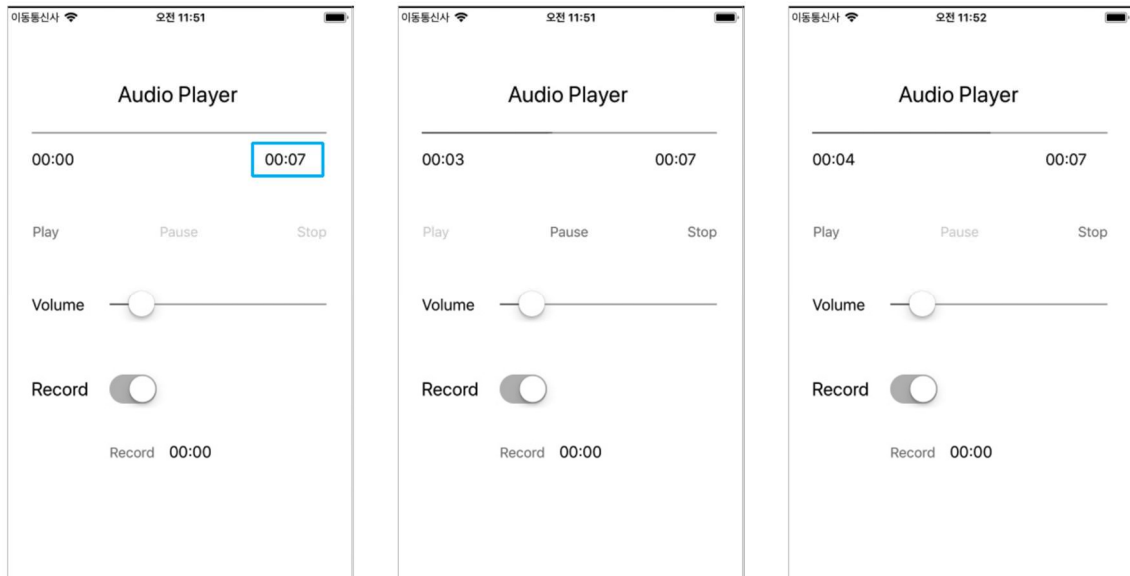 이동통신사 오전 11:51
Audio Player
00:00 00:07
Play Pause Stop
Volume
Record
Record 00:00
이동통신사 오전 11:51
Audio Player
00:03 00:07
Play Pause Stop
Volume
Record
Record 00:00
이동통신사 오전 11:52
Audio Player
00:04 00:07
Play Pause Stop
Volume
Record
Record 00:00